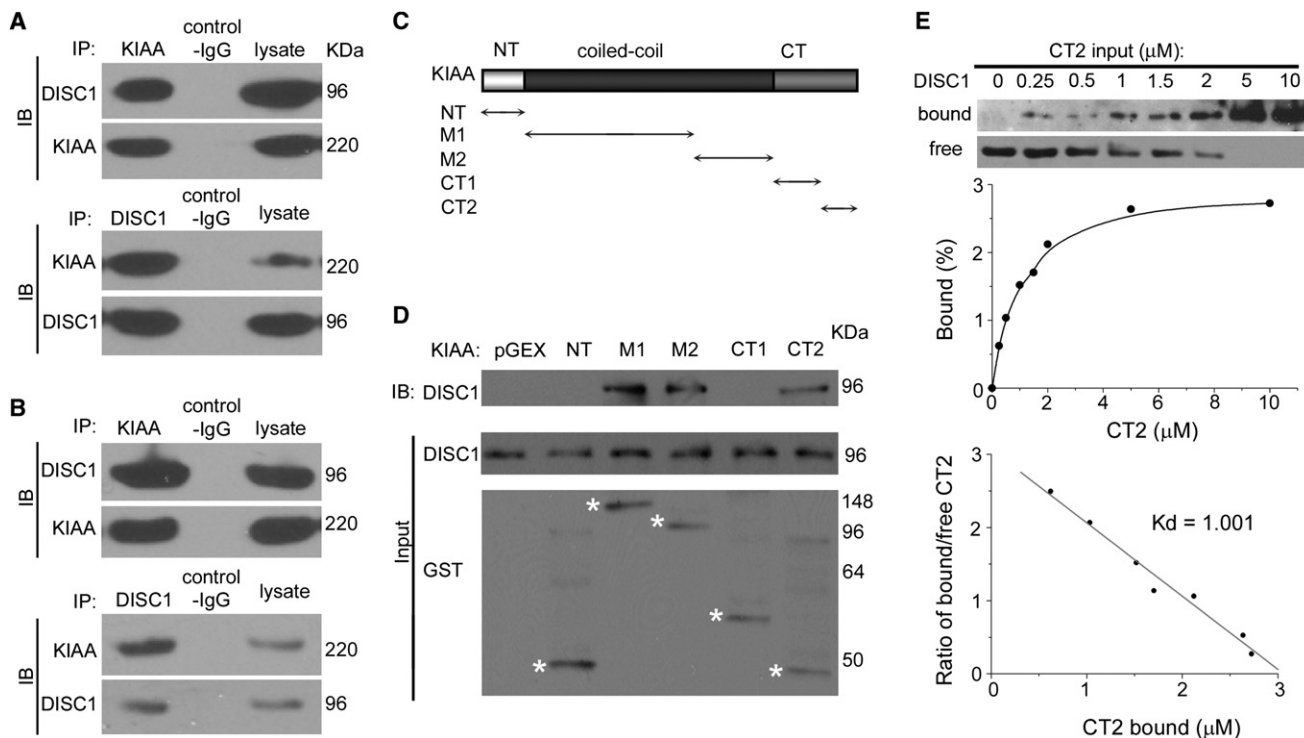 A
IP: KIAA control -IgG lysate KDa
IB
DISC1 96
KIAA 220
IP: DISC1 control -IgG lysate
IB
KIAA 220
DISC1 96
B
IP: KIAA control -IgG lysate
IB
DISC1 96
KIAA 220
IP: DISC1 control -IgG lysate
IB
KIAA 220
DISC1 96
C
NT coiled-coil CT
KIAA
NT
M1
M2
CT1
CT2
D
KIAA: pGEX NT M1 M2 CT1 CT2 KDa
IB: DISC1 96
Input
DISC1 96
GST
* * * * *
148
96
64
50
E
CT2 input (µM):
DISC1 0 0.25 0.5 1 1.5 2 5 10
bound
free
Bound (%)
3
2
1
0
0 2 4 6 8 10
CT2 (µM)
Ratio of bound/free CT2
3
2
1
0
Kd = 1.001
0 1 2 3
CT2 bound (µM)